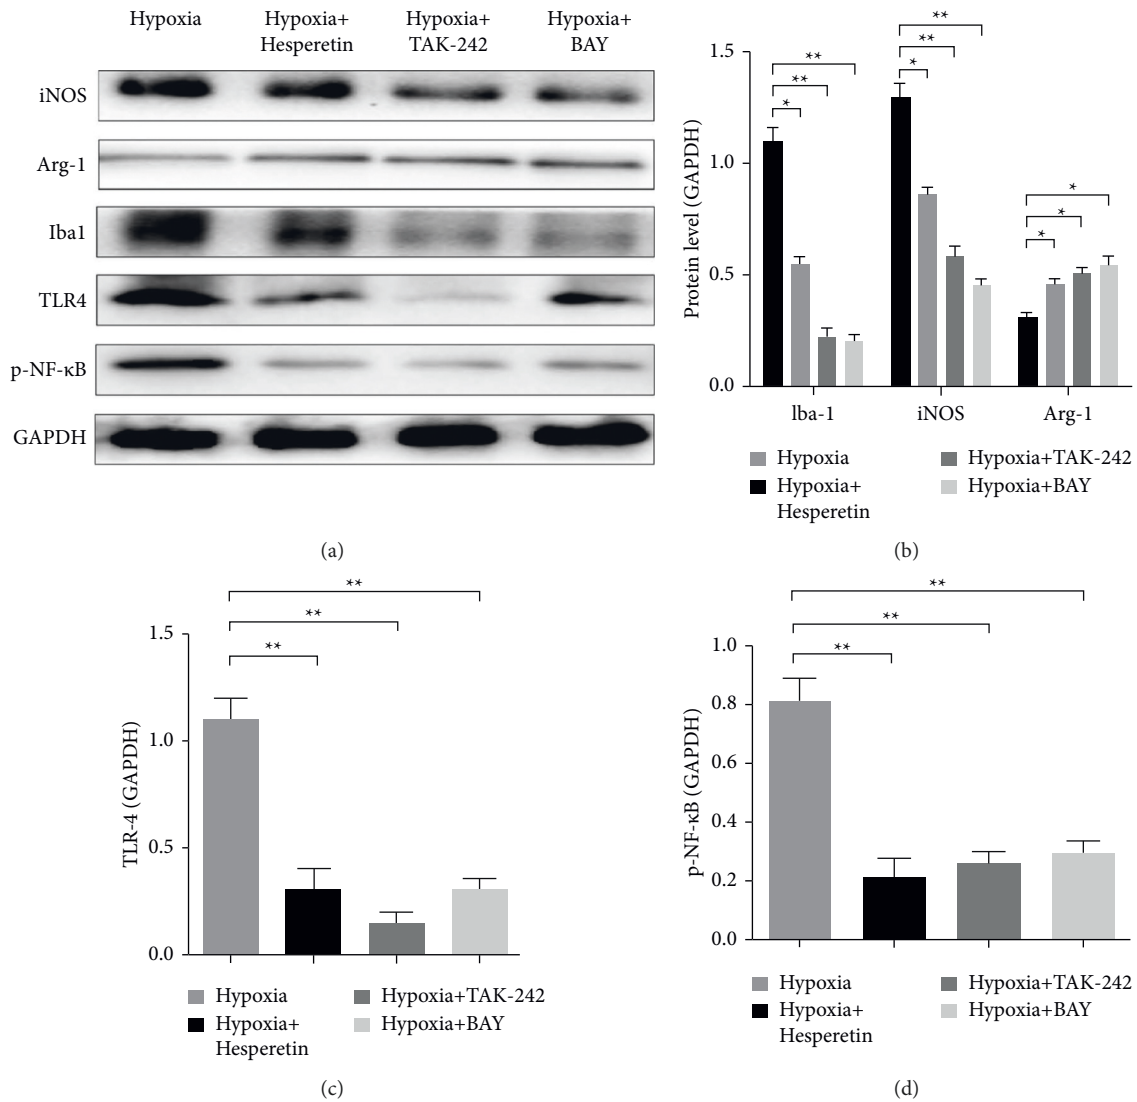 Hypoxia
Hypoxia+
Hesperetin
Hypoxia+
TAK-242
Hypoxia+
BAY
iNOS
Arg-1
Iba1
TLR4
p-NF-κB
GAPDH
(a)
Protein level (GAPDH)
1.5
1.0
0.5
0.0
** 
**
*
**
**
*
*
*
*
lba-1 iNOS Arg-1
Hypoxia
Hypoxia+
Hesperetin
Hypoxia+TAK-242
Hypoxia+BAY
(b)
TLR-4 (GAPDH)
1.5
1.0
0.5
0.0
**
**
**
Hypoxia
Hypoxia+
Hesperetin
Hypoxia+TAK-242
Hypoxia+BAY
(c)
p-NF-κB (GAPDH)
1.0
0.8
0.6
0.4
0.2
0.0
**
**
**
Hypoxia
Hypoxia+
Hesperetin
Hypoxia+TAK-242
Hypoxia+BAY
(d)